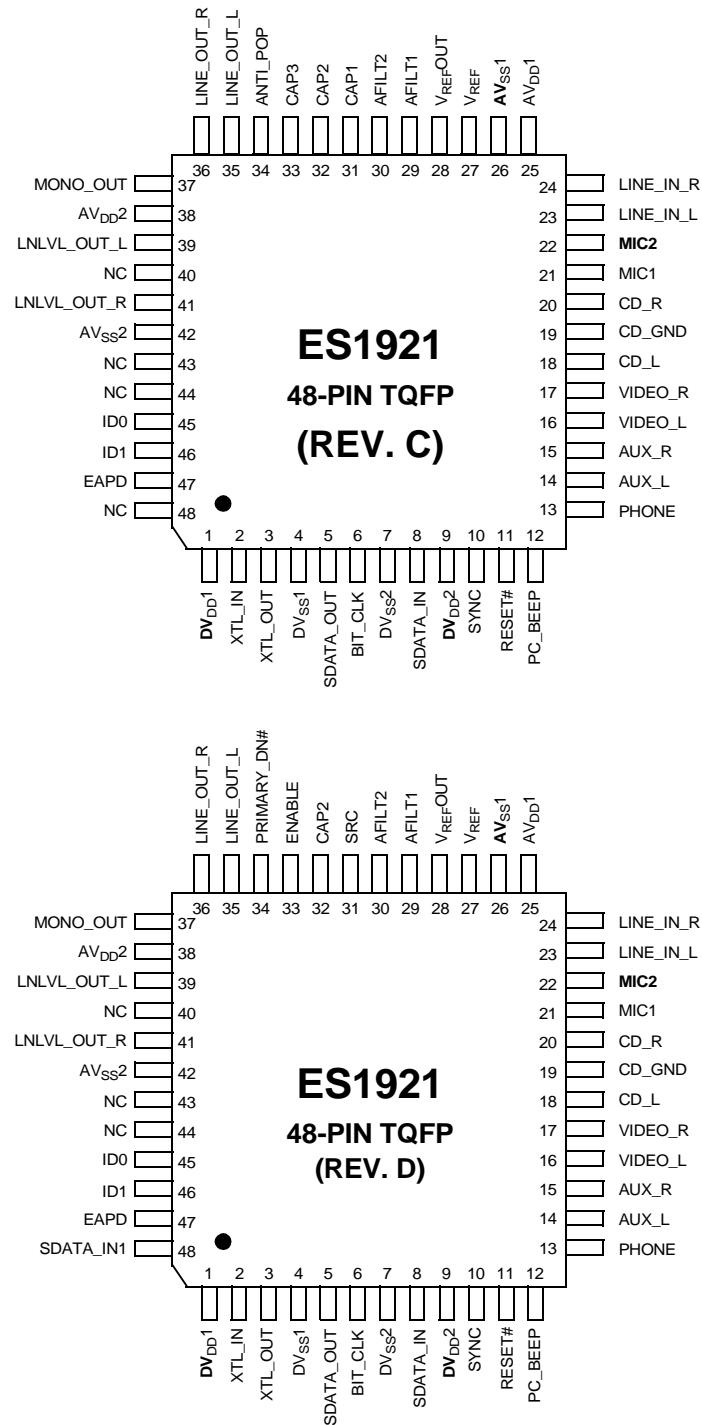 LINE_OUT_R
LINE_OUT_L
ANTI_POP
CAP3
CAP2
CAP1
AFILT2
AFILT1
VREFOUT
VREF
AVSS1
AVDD1
36 35 34 33 32 31 30 29 28 27 26 25
MONO_OUT 37
AVDD2 38
LNLVL_OUT_L 39
NC 40
LNLVL_OUT_R 41
AVSS2 42
NC 43
NC 44
ID0 45
ID1 46
EAPD 47
NC 48
ES1921
48-PIN TQFP
(REV. C)
24 LINE_IN_R
23 LINE_IN_L
22 MIC2
21 MIC1
20 CD_R
19 CD_GND
18 CD_L
17 VIDEO_R
16 VIDEO_L
15 AUX_R
14 AUX_L
13 PHONE
1 2 3 4 5 6 7 8 9 10 11 12
DVDD1
XTL_IN
XTL_OUT
DVSS1
SDATA_OUT
BIT_CLK
DVSS2
SDATA_IN
DVDD2
SYNC
RESET#
PC_BEEP
LINE_OUT_R
LINE_OUT_L
PRIMARY_DN#
ENABLE
CAP2
SRC
AFILT2
AFILT1
VREFOUT
VREF
AVSS1
AVDD1
36 35 34 33 32 31 30 29 28 27 26 25
MONO_OUT 37
AVDD2 38
LNLVL_OUT_L 39
NC 40
LNLVL_OUT_R 41
AVSS2 42
NC 43
NC 44
ID0 45
ID1 46
EAPD 47
SDATA_IN1 48
ES1921
48-PIN TQFP
(REV. D)
24 LINE_IN_R
23 LINE_IN_L
22 MIC2
21 MIC1
20 CD_R
19 CD_GND
18 CD_L
17 VIDEO_R
16 VIDEO_L
15 AUX_R
14 AUX_L
13 PHONE
1 2 3 4 5 6 7 8 9 10 11 12
DVDD1
XTL_IN
XTL_OUT
DVSS1
SDATA_OUT
BIT_CLK
DVSS2
SDATA_IN
DVDD2
SYNC
RESET#
PC_BEEP